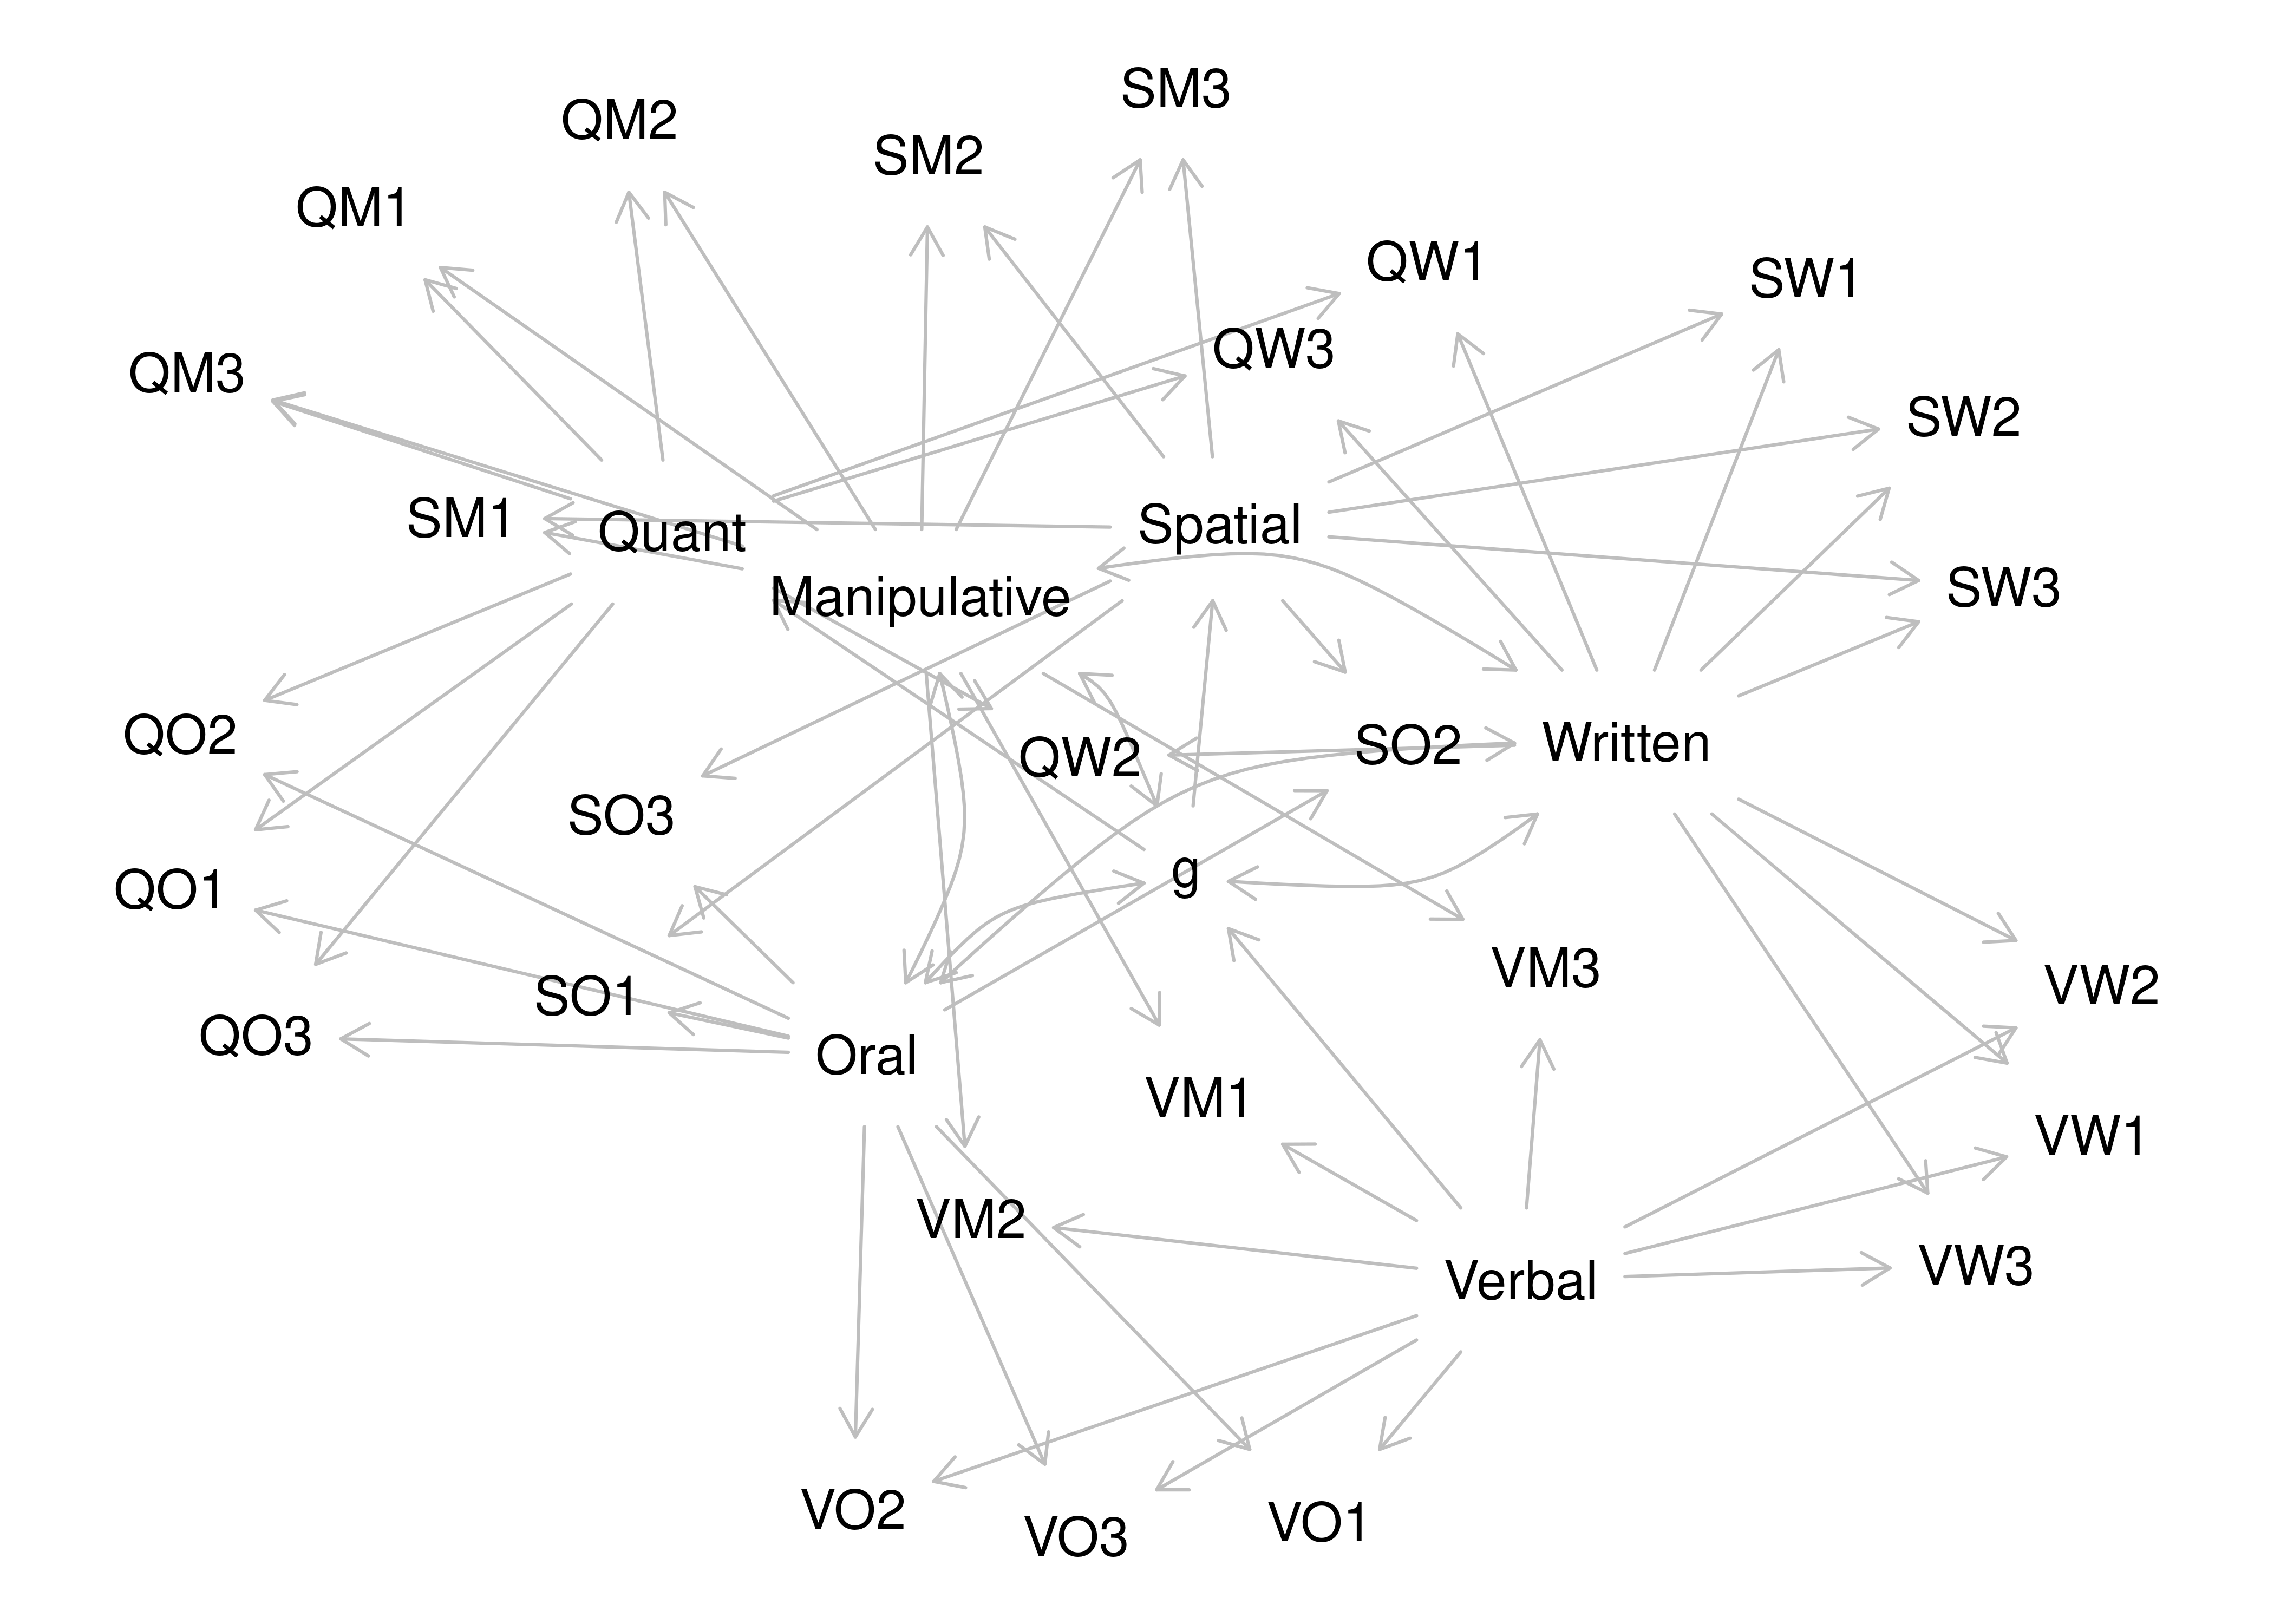 SM3
QM2
SM2
QM1
QW1
SW1
QW3
QM3
SW2
SM1
Quant
Spatial
SW3
Manipulative
QO2
QW2
SO2
Written
SO3
g
QO1
VM3
VW2
SO1
QO3
Oral
VM1
VW1
VM2
VW3
Verbal
VO2
VO3
VO1